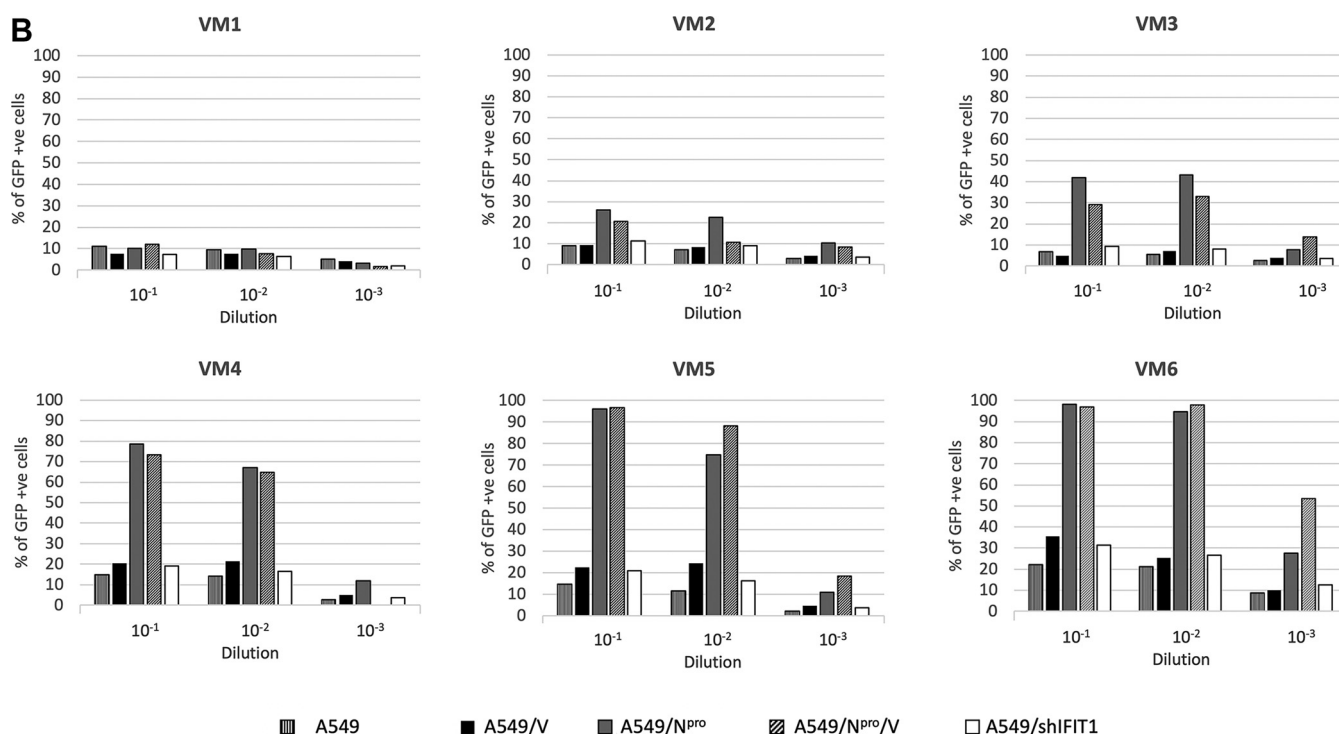 B
VM1
% of GFP +ve cells
100
90
80
70
60
50
40
30
20
10
0
10⁻¹ 10⁻² 10⁻³
Dilution
VM2
% of GFP +ve cells
100
90
80
70
60
50
40
30
20
10
0
10⁻¹ 10⁻² 10⁻³
Dilution
VM3
% of GFP +ve cells
100
90
80
70
60
50
40
30
20
10
0
10⁻¹ 10⁻² 10⁻³
Dilution
VM4
% of GFP +ve cells
100
90
80
70
60
50
40
30
20
10
0
10⁻¹ 10⁻² 10⁻³
Dilution
VM5
% of GFP +ve cells
100
90
80
70
60
50
40
30
20
10
0
10⁻¹ 10⁻² 10⁻³
Dilution
VM6
% of GFP +ve cells
100
90
80
70
60
50
40
30
20
10
0
10⁻¹ 10⁻² 10⁻³
Dilution
A549 A549/V A549/Nᵖʳᵒ A549/Nᵖʳᵒ/V A549/shIFIT1